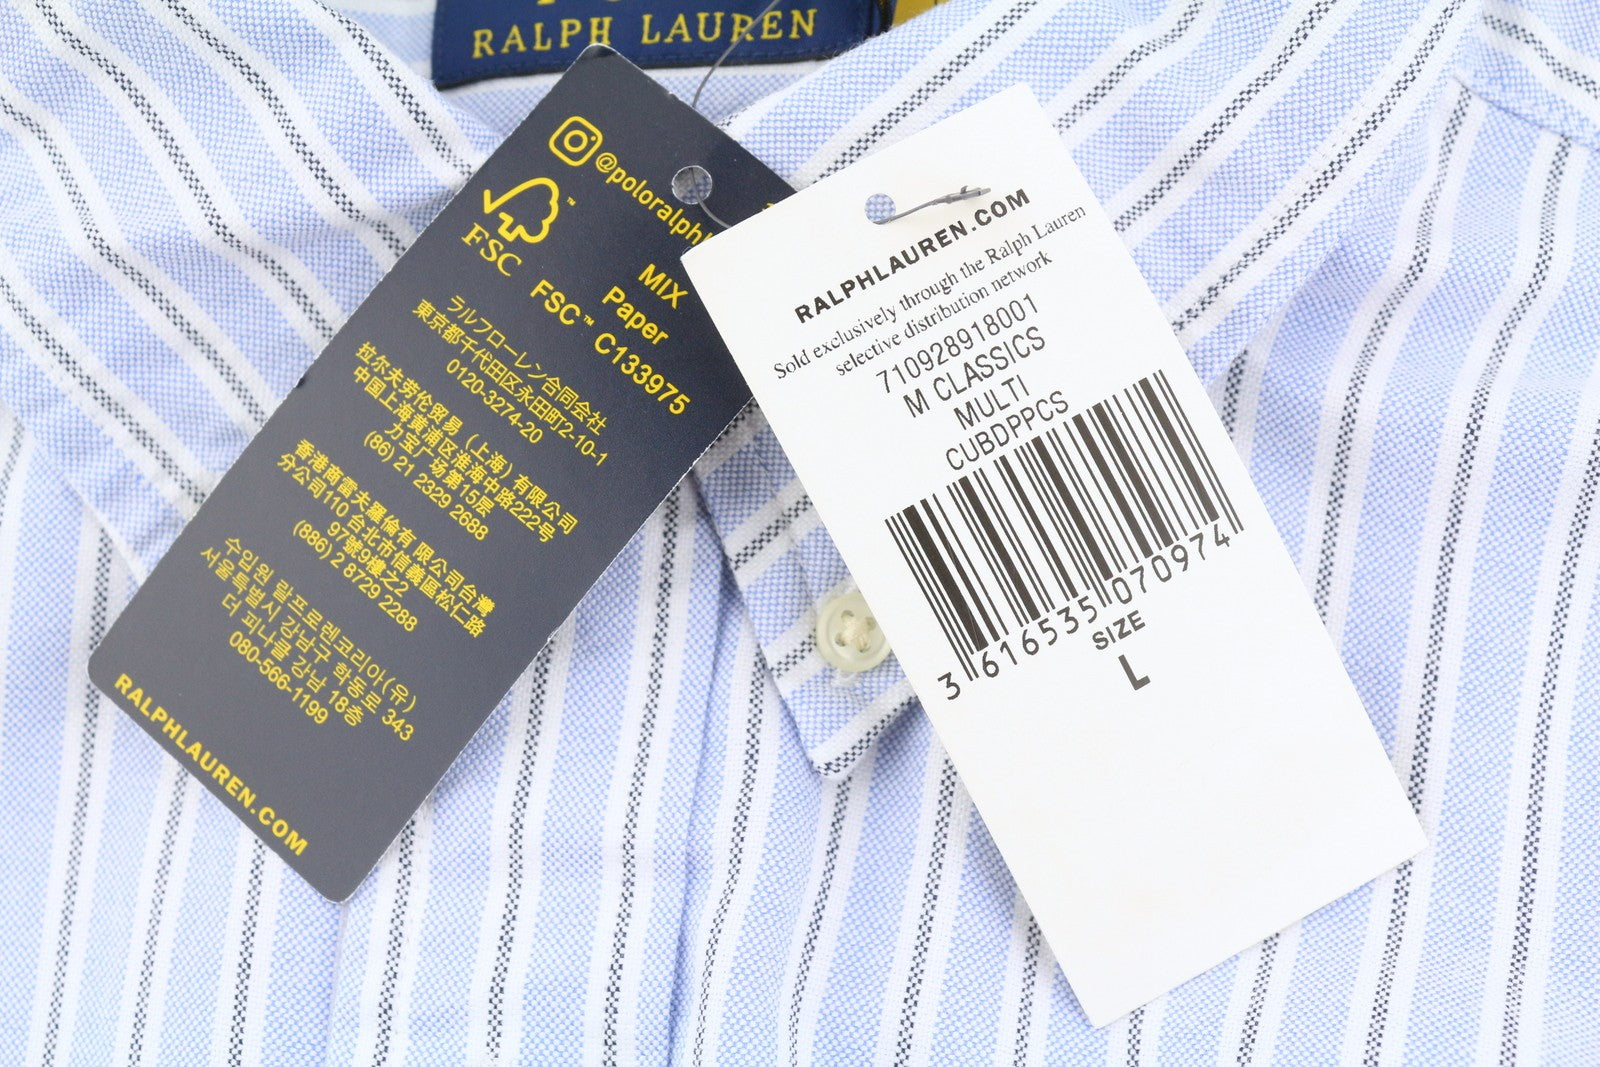 RALPH LAUREN
@poloralph
FSC
MIX
Paper
FSC™ C133975
ラルフローレン合同会社
東京都千代田区永田町2-10-1
0120-3274-20
拉尔夫劳伦贸易（上海）有限公司
中国上海黄浦区淮海中路222号
力宝广场第15层
(86) 21 2329 2688
香港商雷夫羅倫有限公司台灣
分公司110台北市信義區松仁路
97號9樓之2
(886) 2 8729 2288
수입원 랄프로렌코리아(유)
서울특별시 강남구 학동로 343
더 피나클 강남 18층
080-566-1199
RALPHLAUREN.COM
RALPHLAUREN.COM
Sold exclusively through the Ralph Lauren
selective distribution network
710928918001
M CLASSICS
MULTI
CUBDPPCS
3 616535 070974
SIZE
L